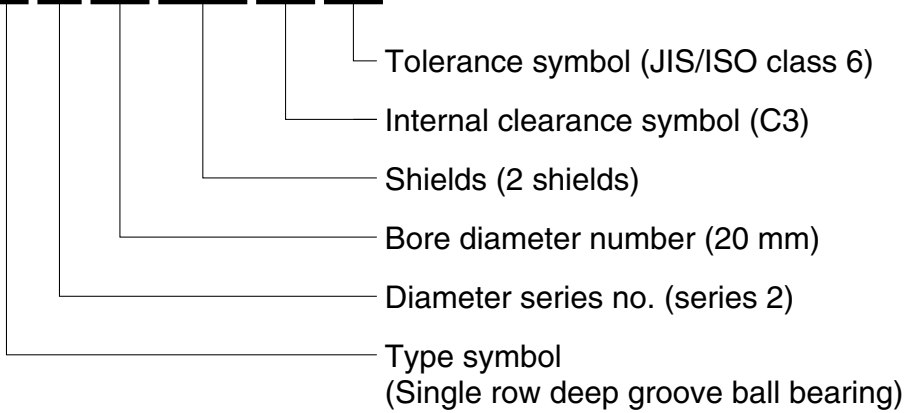 Tolerance symbol (JIS/ISO class 6)
Internal clearance symbol (C3)
Shields (2 shields)
Bore diameter number (20 mm)
Diameter series no. (series 2)
Type symbol
(Single row deep groove ball bearing)